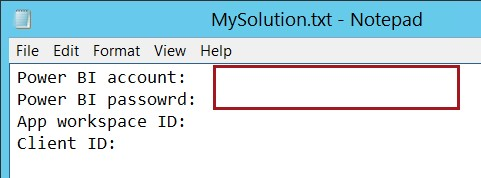 MySolution.txt - Notepad
File Edit Format View Help
Power BI account:
Power BI passowrd:
App workspace ID:
Client ID: